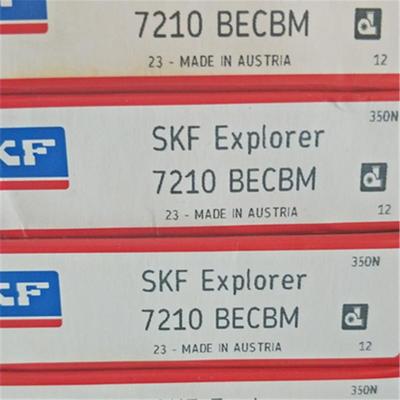 SKF
7210 BECBM
23 - MADE IN AUSTRIA 12
350N
SKF SKF Explorer
7210 BECBM
23 - MADE IN AUSTRIA 12
350N
SKF SKF Explorer
7210 BECBM
23 - MADE IN AUSTRIA 12
350N